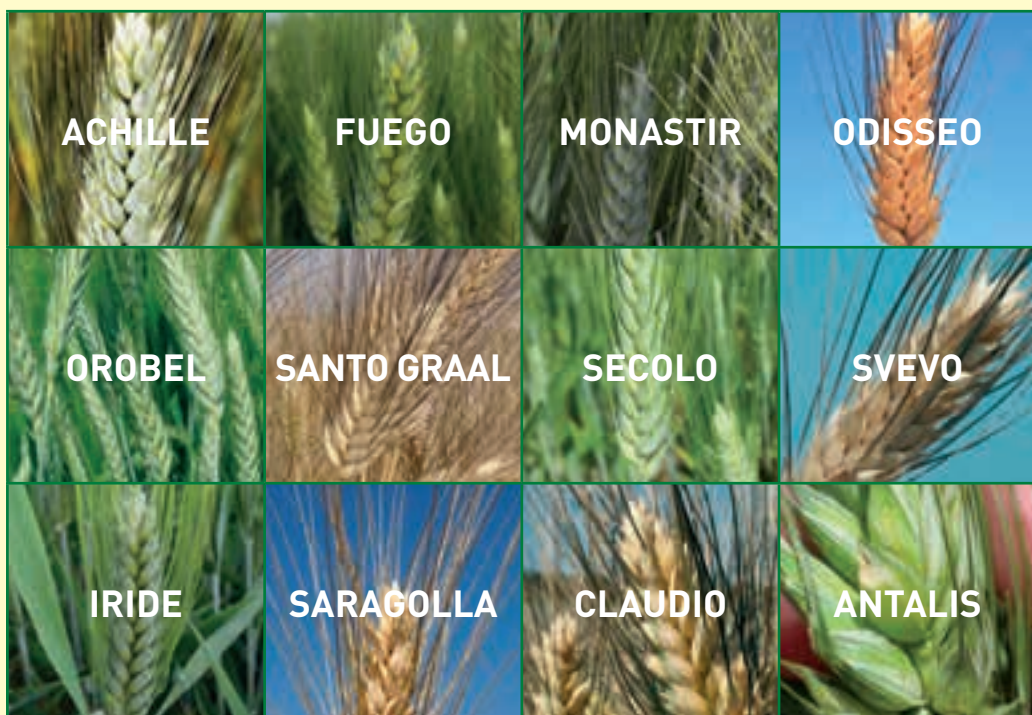 ACHILLE
FUEGO
MONASTIR
ODISSEO
OROBEL
SANTO GRAAL
SECOLO
SVEVO
IRIDE
SARAGOLLA
CLAUDIO
ANTALIS